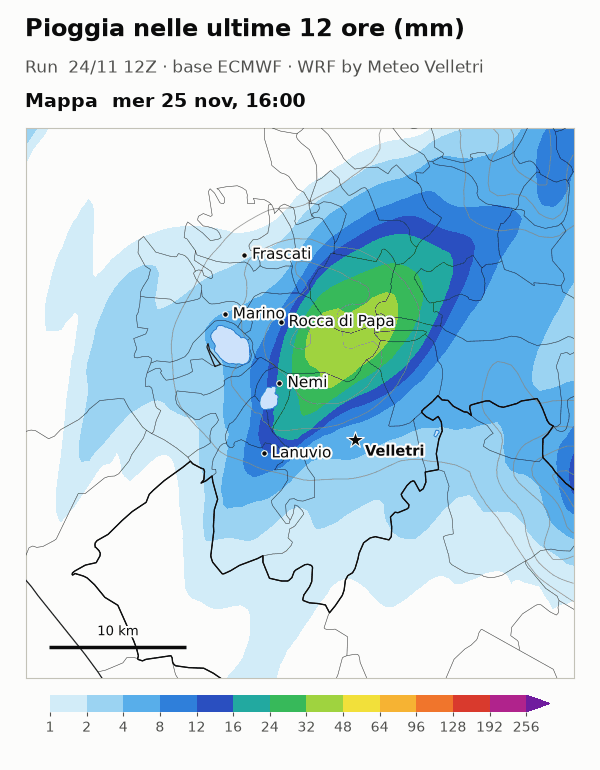 Pioggia nelle ultime 12 ore (mm)
Run  24/11 12Z · base ECMWF · WRF by Meteo Velletri
Mappa  mer 25 nov, 16:00
Frascati
Marino
Rocca di Papa
Nemi
Velletri
Lanuvio
10 km
1 2 4 8 12 16 24 32 48 64 96 128 192 256